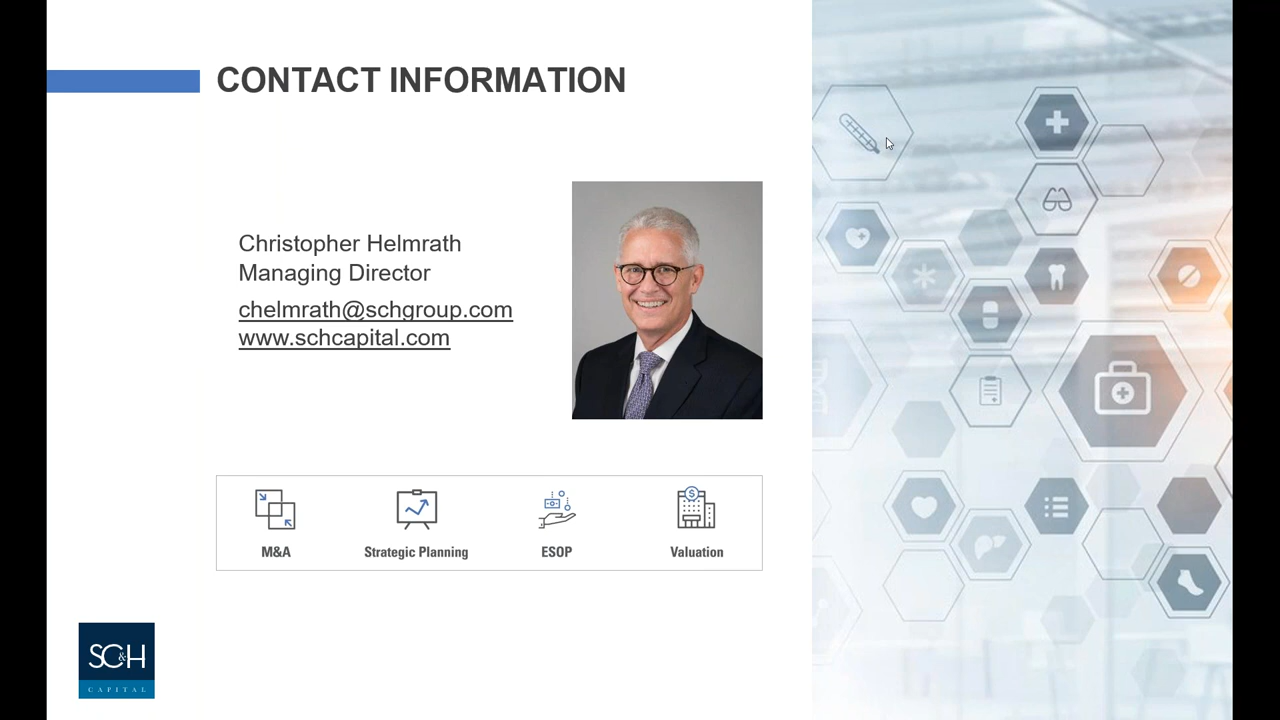 CONTACT INFORMATION
Christopher Helmrath
Managing Director
chelmrath@schgroup.com
www.schcapital.com
M&A
Strategic Planning
ESOP
Valuation
SC&H
CAPITAL